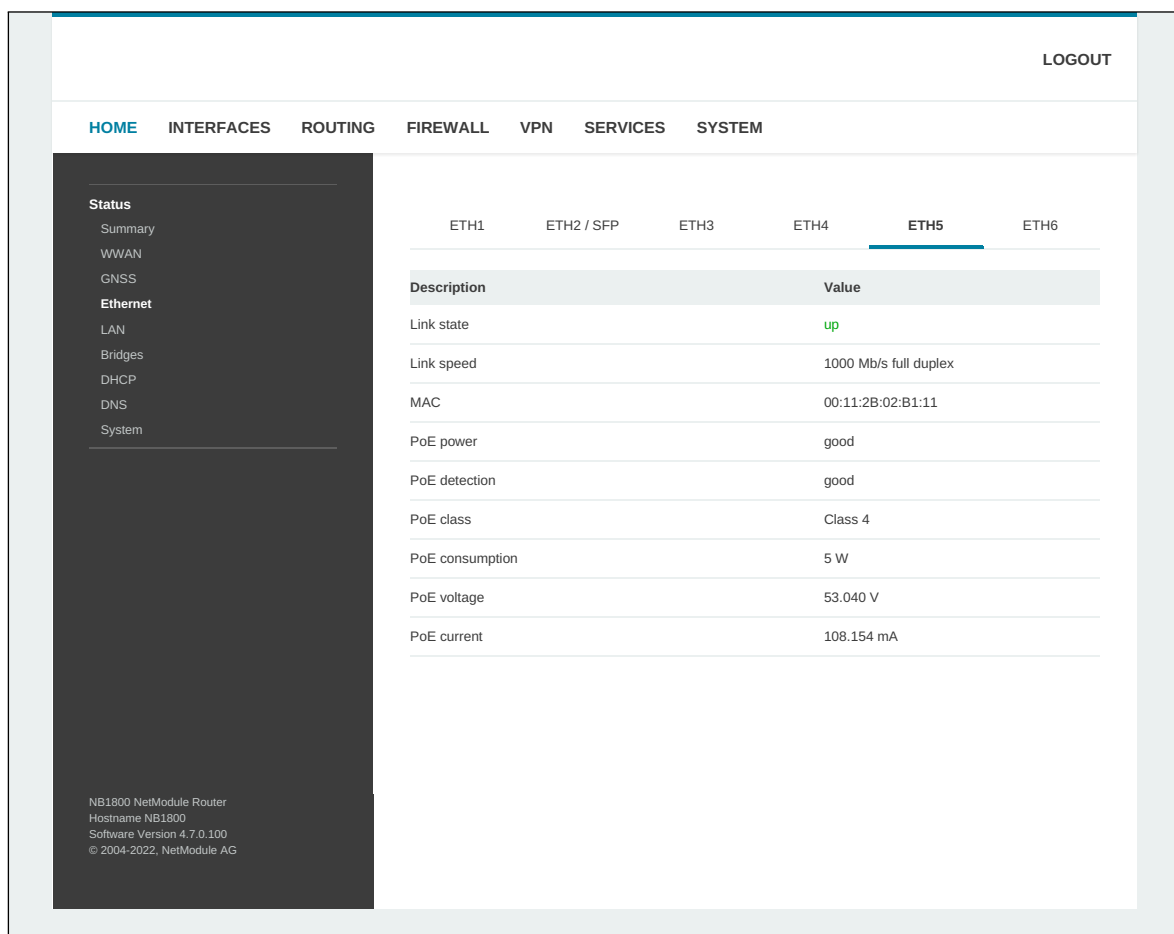 LOGOUT
HOME INTERFACES ROUTING FIREWALL VPN SERVICES SYSTEM
Status
Summary
WWAN
GNSS
Ethernet
LAN
Bridges
DHCP
DNS
System
NB1800 NetModule Router
Hostname NB1800
Software Version 4.7.0.100
© 2004-2022, NetModule AG
ETH1 ETH2 / SFP ETH3 ETH4 ETH5 ETH6
Description Value
Link state up
Link speed 1000 Mb/s full duplex
MAC 00:11:2B:02:B1:11
PoE power good
PoE detection good
PoE class Class 4
PoE consumption 5 W
PoE voltage 53.040 V
PoE current 108.154 mA